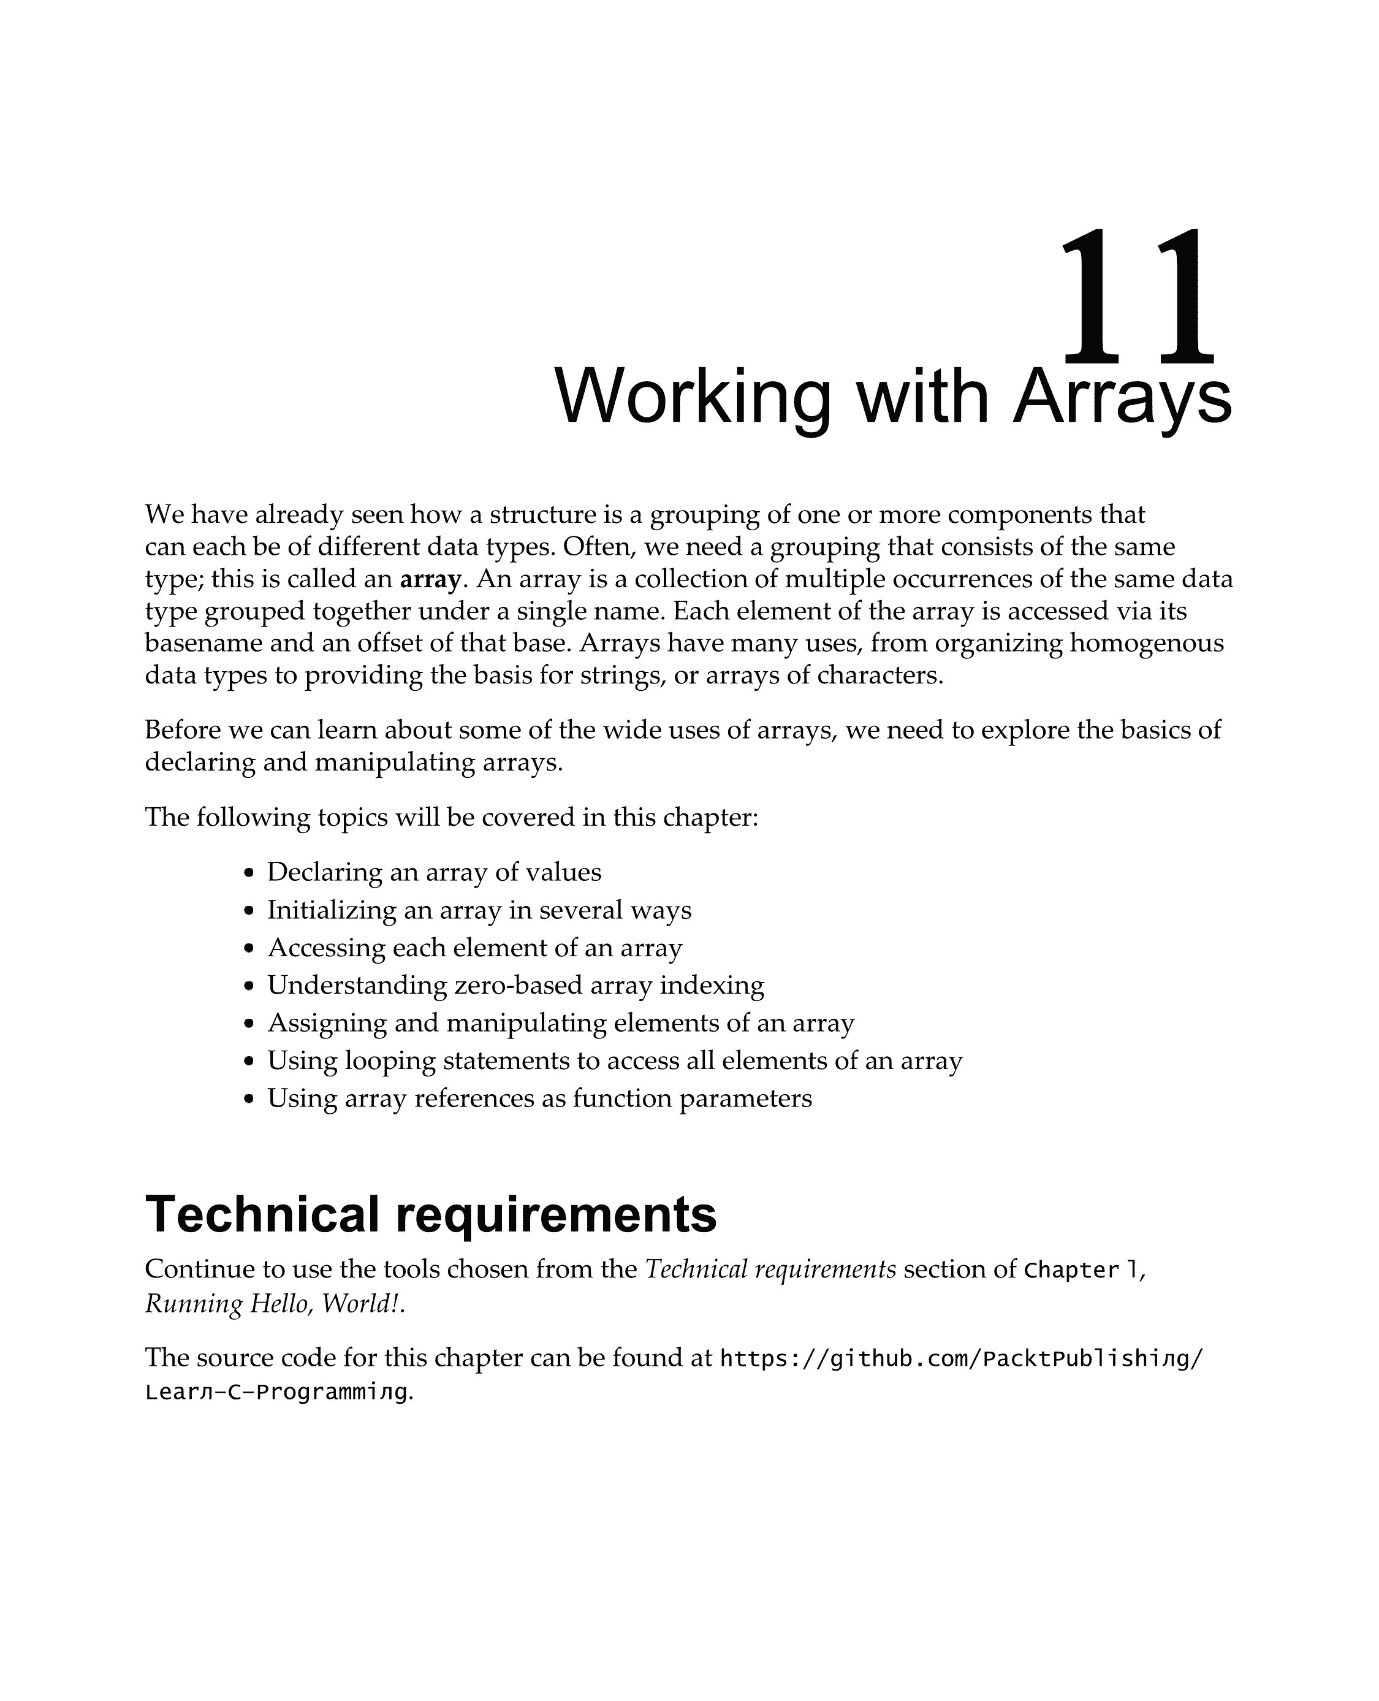 11
Working with Arrays
We have already seen how a structure is a grouping of one or more components that
can each be of different data types. Often, we need a grouping that consists of the same
type; this is called an array. An array is a collection of multiple occurrences of the same data
type grouped together under a single name. Each element of the array is accessed via its
basename and an offset of that base. Arrays have many uses, from organizing homogenous
data types to providing the basis for strings, or arrays of characters.
Before we can learn about some of the wide uses of arrays, we need to explore the basics of
declaring and manipulating arrays.
The following topics will be covered in this chapter:
• Declaring an array of values
• Initializing an array in several ways
• Accessing each element of an array
• Understanding zero-based array indexing
• Assigning and manipulating elements of an array
• Using looping statements to access all elements of an array
• Using array references as function parameters
Technical requirements
Continue to use the tools chosen from the Technical requirements section of Chapter 1,
Running Hello, World!.
The source code for this chapter can be found at https://github.com/PacktPublishing/
Learn-C-Programming.